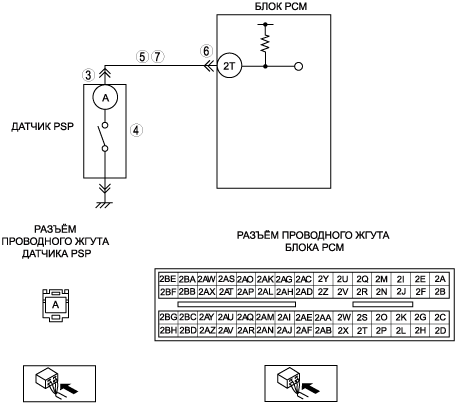 БЛОК PCM
5 7 6
2T
3
A
ДАТЧИК PSP
4
РАЗЪЁМ
ПРОВОДНОГО ЖГУТА
ДАТЧИКА PSP
РАЗЪЁМ ПРОВОДНОГО ЖГУТА
БЛОКА PCM
A
2BE 2BA 2AW 2AS 2AO 2AK 2AG 2AC 2Y 2U 2Q 2M 2I 2E 2A
2BF 2BB 2AX 2AT 2AP 2AL 2AH 2AD 2Z 2V 2R 2N 2J 2F 2B
2BG 2BC 2AY 2AU 2AQ 2AM 2AI 2AE 2AA 2W 2S 2O 2K 2G 2C
2BH 2BD 2AZ 2AV 2AR 2AN 2AJ 2AF 2AB 2X 2T 2P 2L 2H 2D